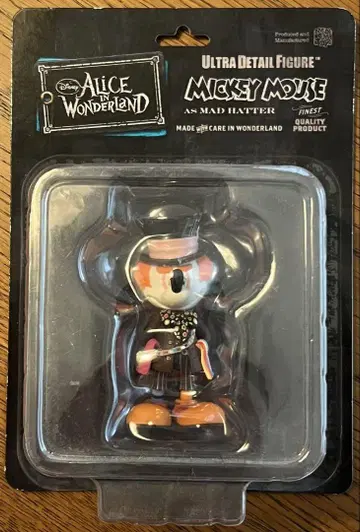 Produced and
Manufactured
ULTRA DETAIL FIGURE™
Disney
ALICE
IN
WONDERLAND
MICKEY MOUSE
AS MAD HATTER
FINEST
QUALITY
PRODUCT
MADE WITH CARE IN WONDERLAND